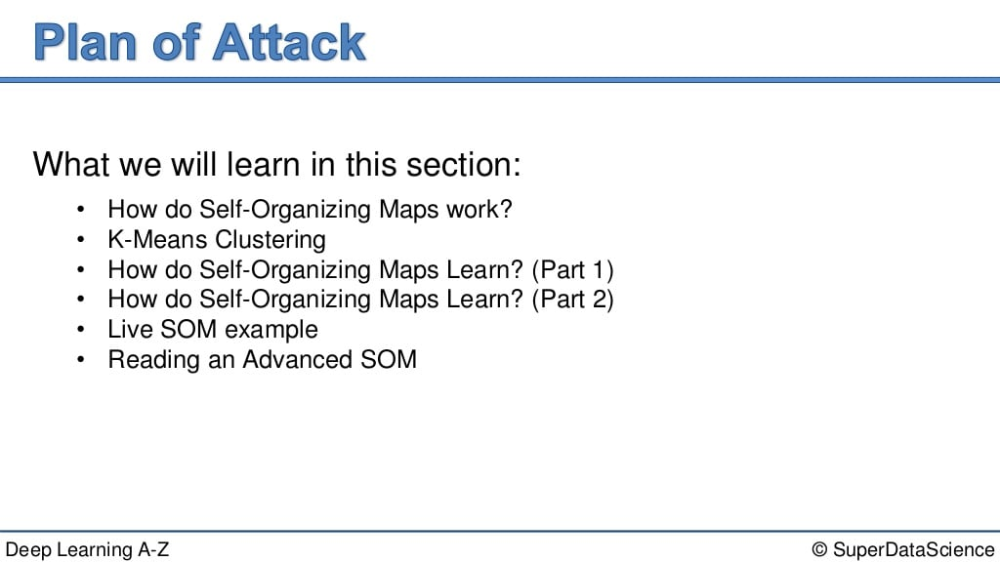 Plan of Attack
What we will learn in this section:
• How do Self-Organizing Maps work?
• K-Means Clustering
• How do Self-Organizing Maps Learn? (Part 1)
• How do Self-Organizing Maps Learn? (Part 2)
• Live SOM example
• Reading an Advanced SOM
Deep Learning A-Z
© SuperDataScience